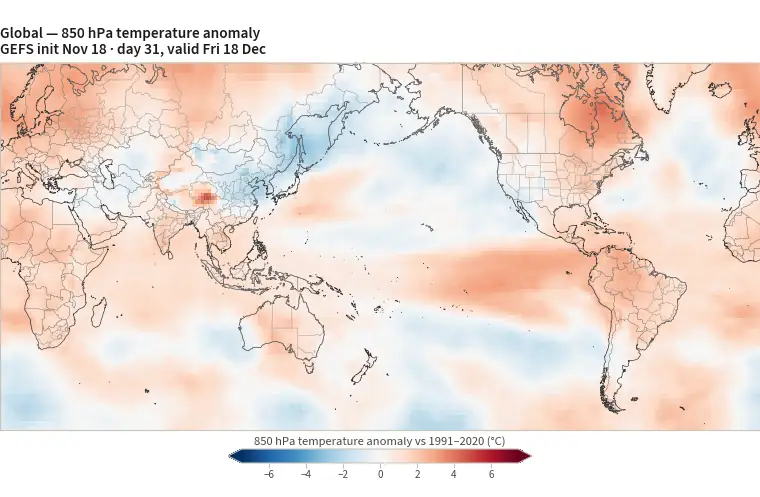 Global — 850 hPa temperature anomaly
GEFS init Nov 18 · day 31, valid Fri 18 Dec
850 hPa temperature anomaly vs 1991–2020 (°C)
−6 −4 −2 0 2 4 6